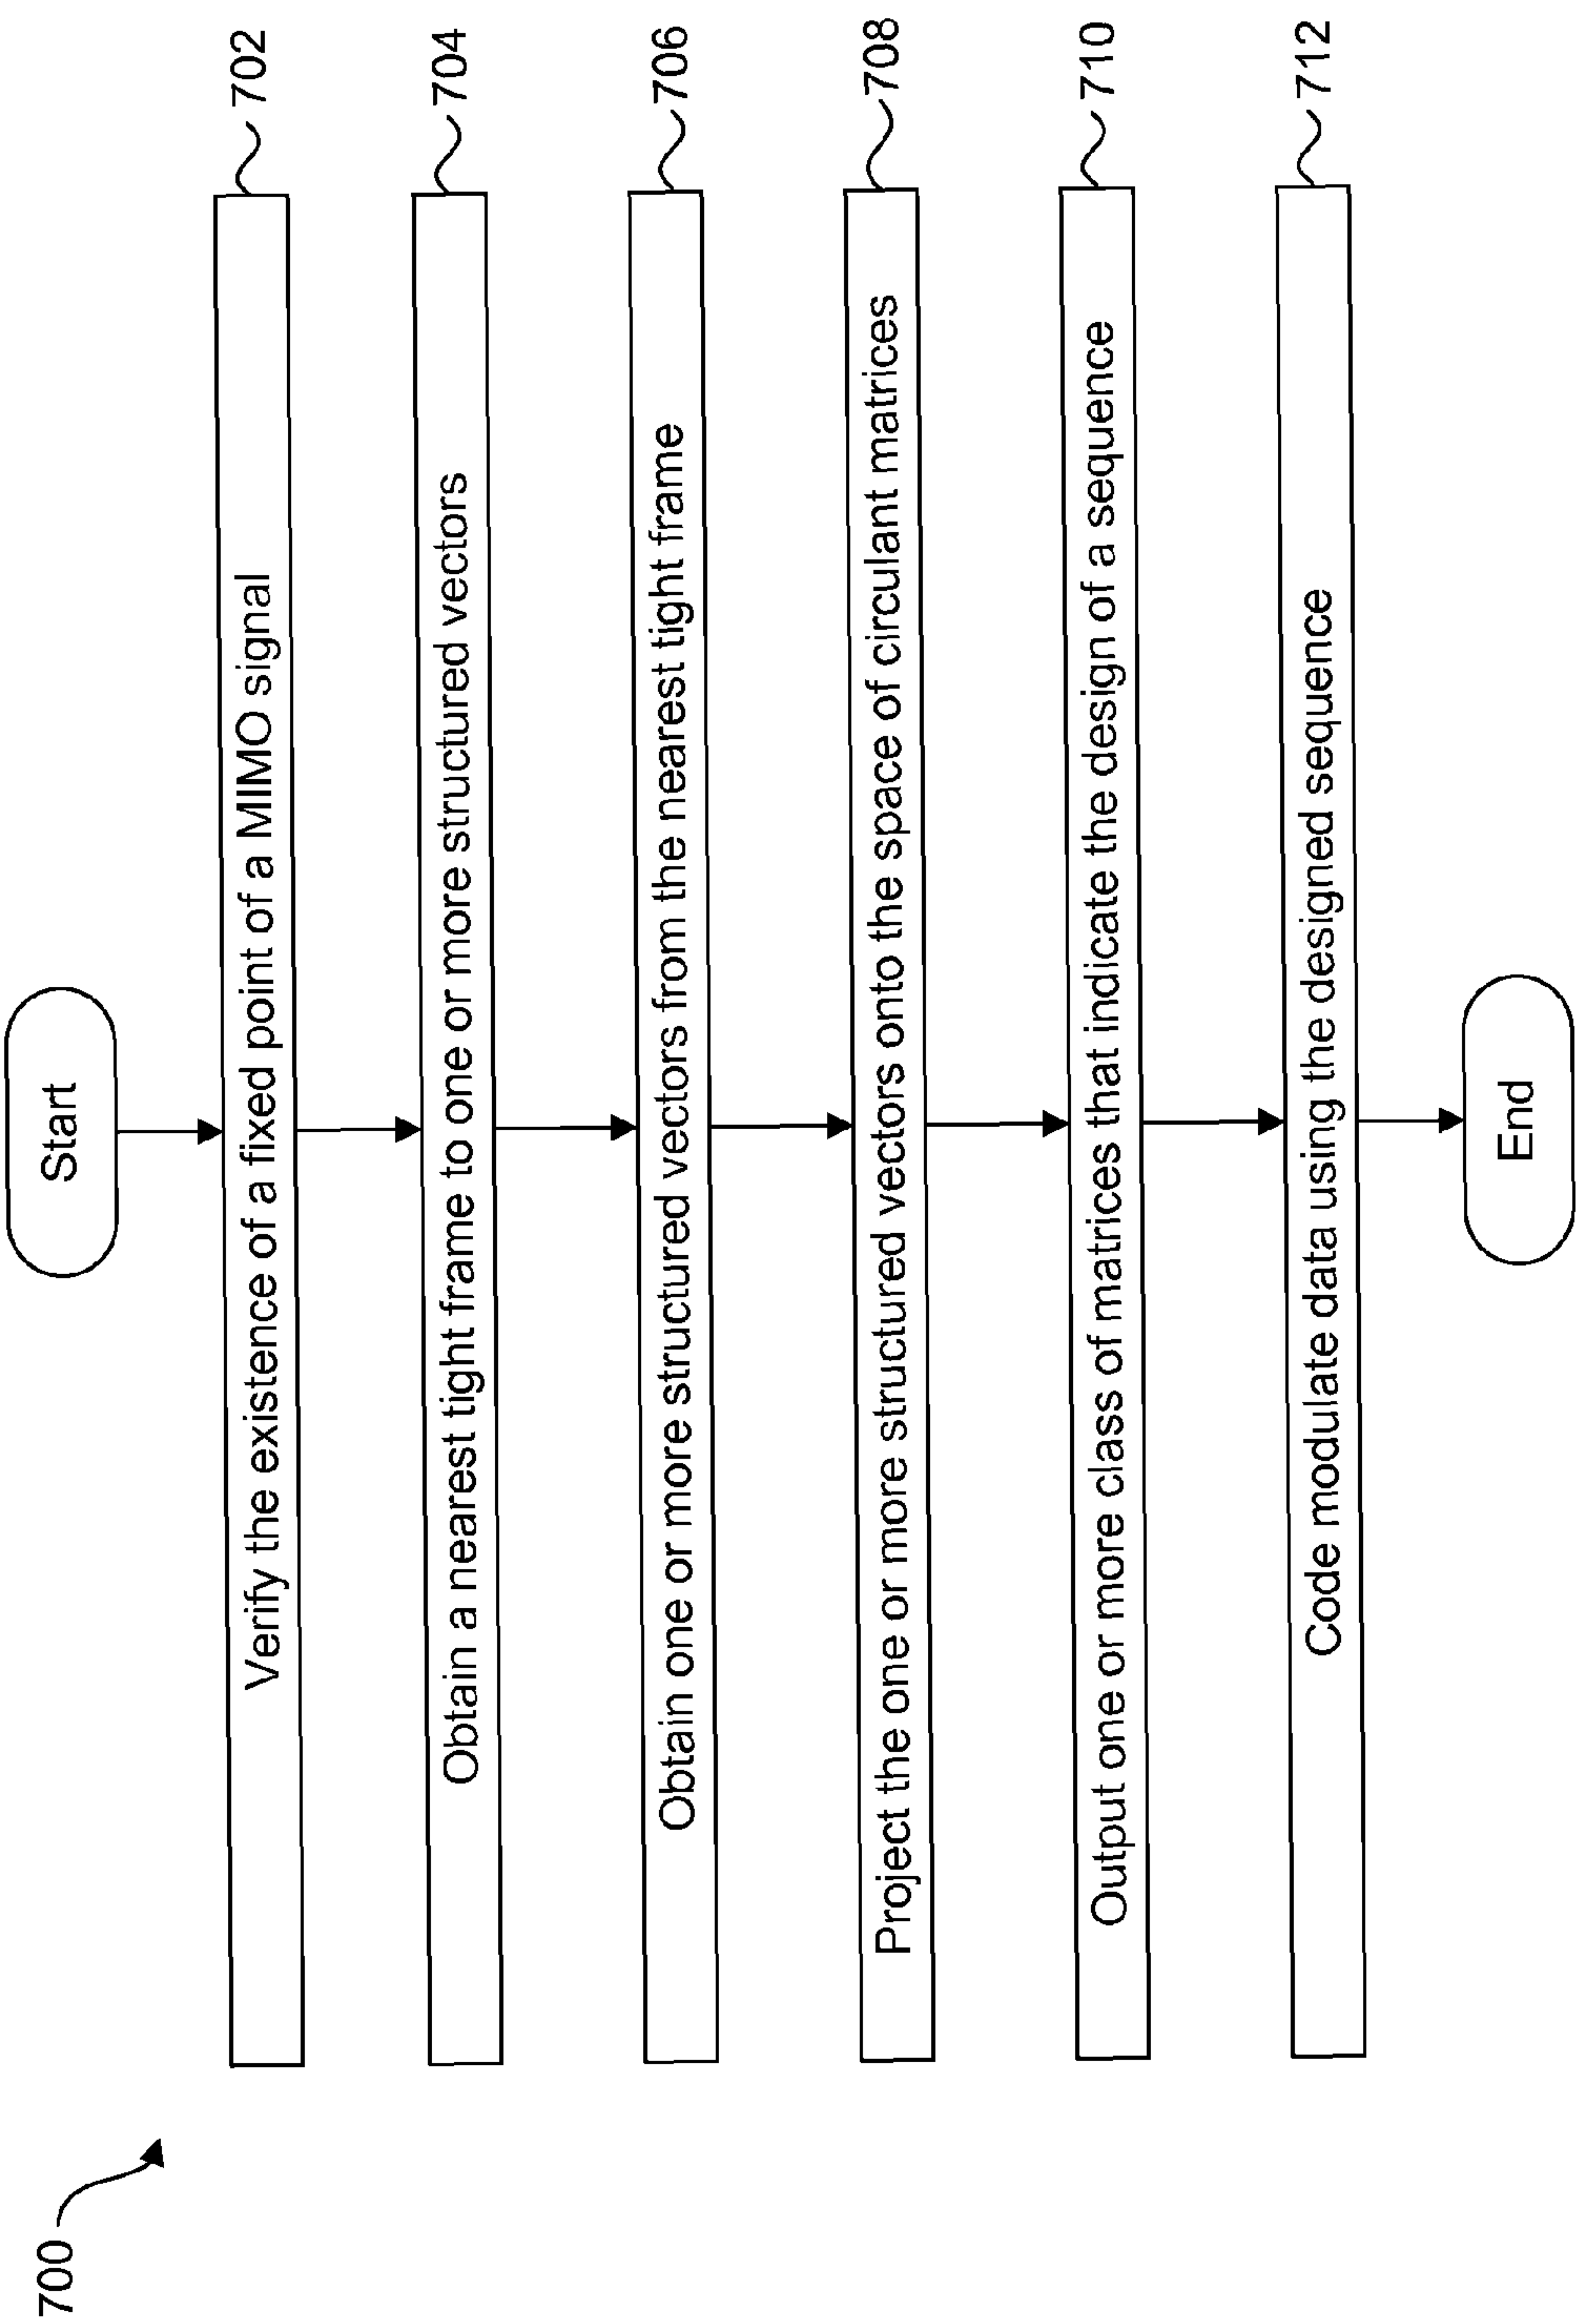 700
Start
Verify the existence of a fixed point of a MIMO signal
702
Obtain a nearest tight frame to one or more structured vectors
704
Obtain one or more structured vectors from the nearest tight frame
706
Project the one or more structured vectors onto the space of circulant matrices
708
Output one or more class of matrices that indicate the design of a sequence
710
Code modulate data using the designed sequence
712
End